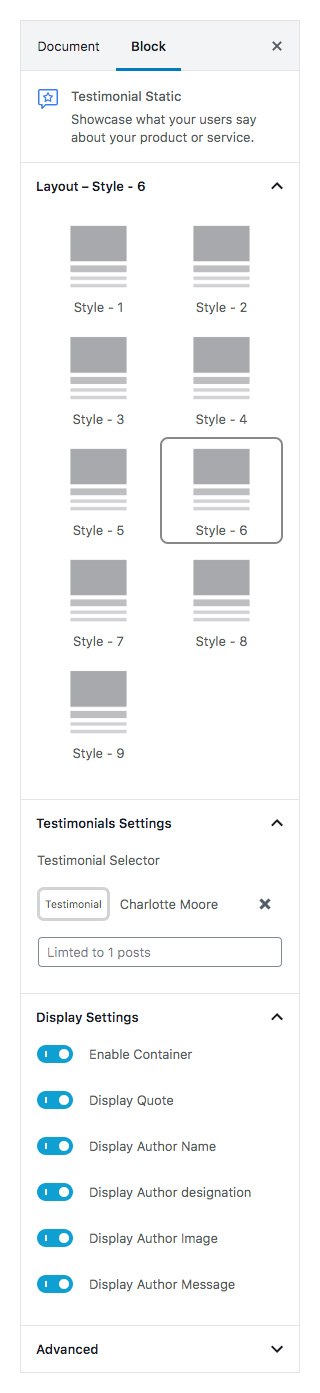 Document Block
Testimonial Static
Showcase what your users say
about your product or service.
Layout – Style - 6
Style - 1 Style - 2
Style - 3 Style - 4
Style - 5 Style - 6
Style - 7 Style - 8
Style - 9
Testimonials Settings
Testimonial Selector
Testimonial Charlotte Moore
Limted to 1 posts
Display Settings
Enable Container
Display Quote
Display Author Name
Display Author designation
Display Author Image
Display Author Message
Advanced